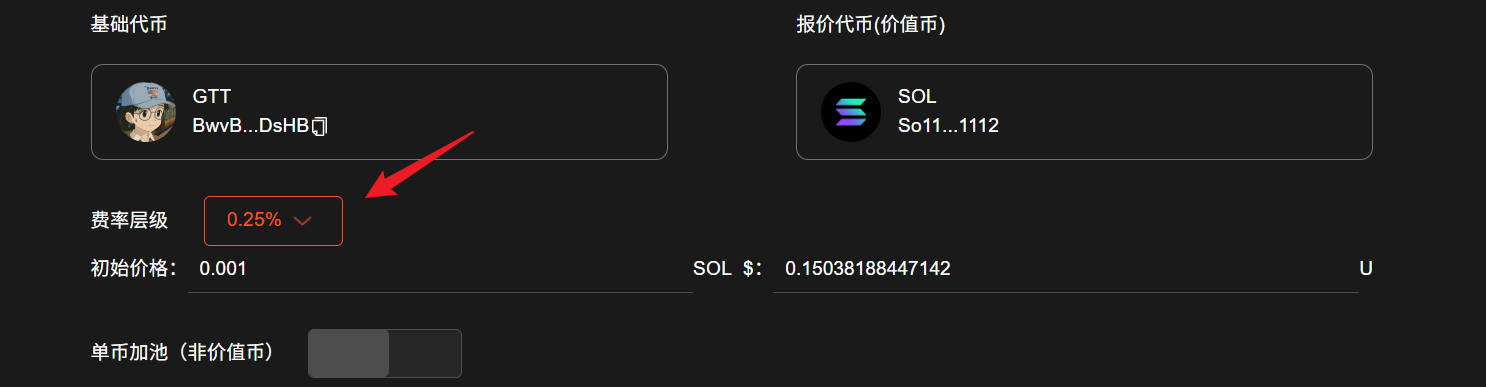 基础代币
报价代币(价值币)
GTT
BwvB...DsHB
SOL
So11...1112
费率层级 0.25%
初始价格： 0.001 SOL $： 0.15038188447142 U
单币加池（非价值币）